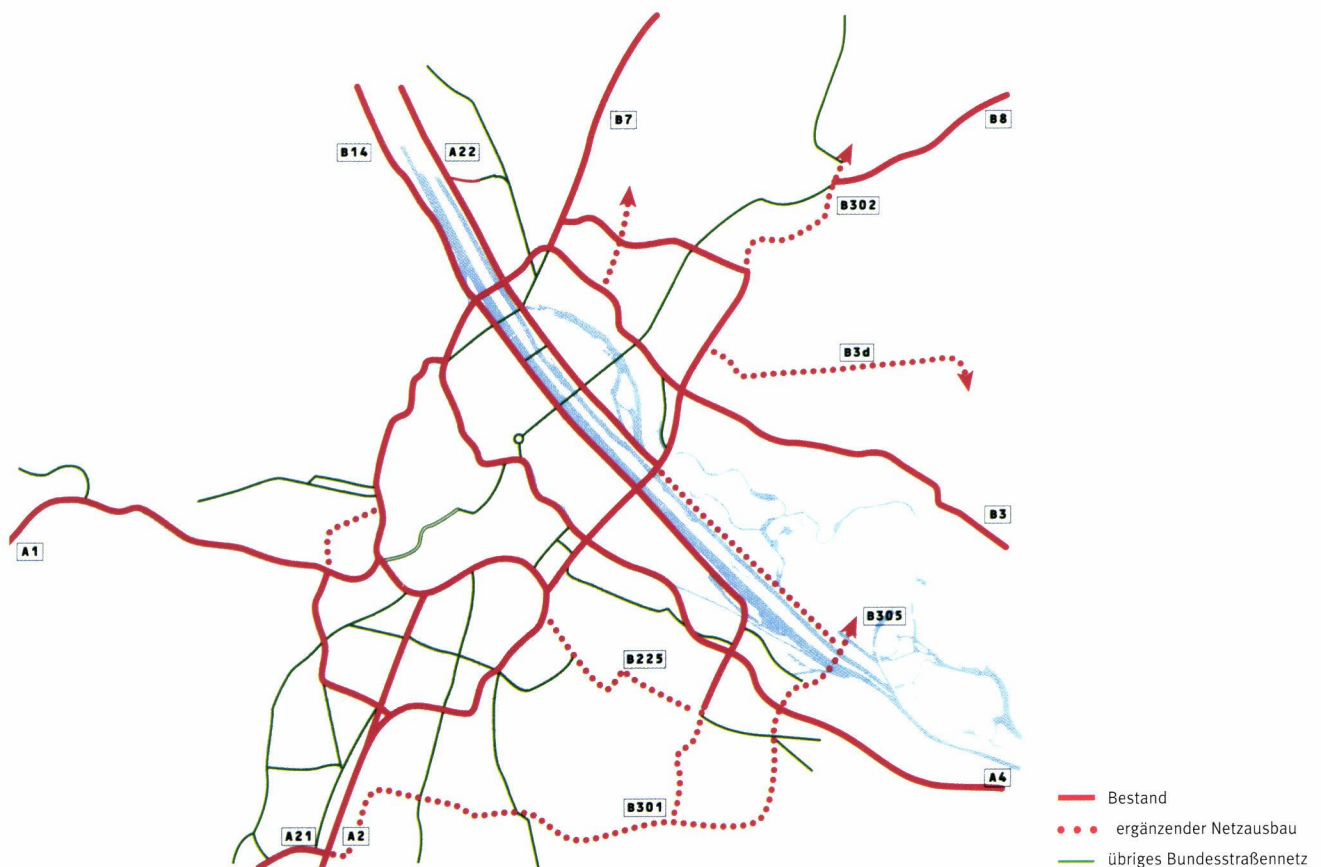 B7
B8
B14
A22
B302
B3d
B3
A1
B305
B225
A4
B301
A21
A2
Bestand
ergänzender Netzausbau
übriges Bundesstraßennetz